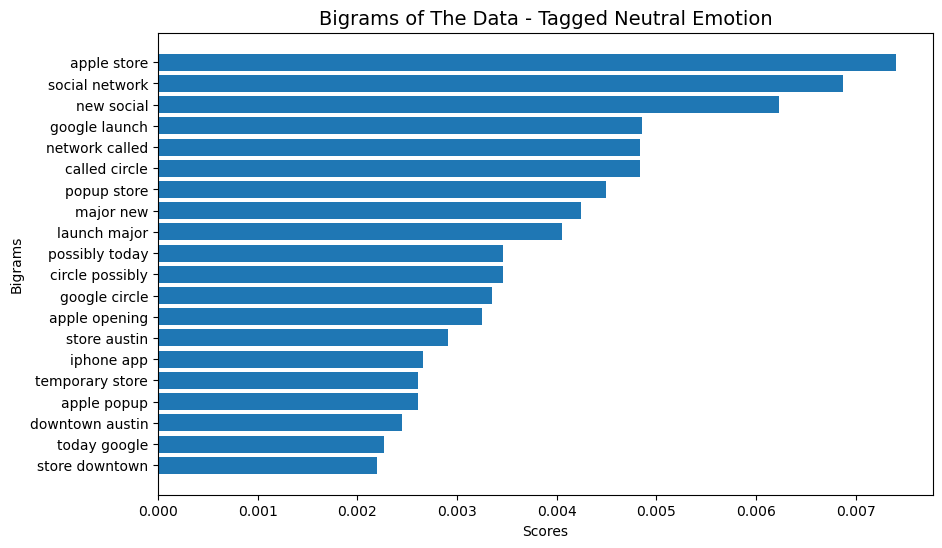 Bigrams of The Data - Tagged Neutral Emotion
apple store
social network
new social
google launch
network called
called circle
popup store
major new
launch major
possibly today
circle possibly
google circle
apple opening
store austin
iphone app
temporary store
apple popup
downtown austin
today google
store downtown
Bigrams
0.000 0.001 0.002 0.003 0.004 0.005 0.006 0.007
Scores